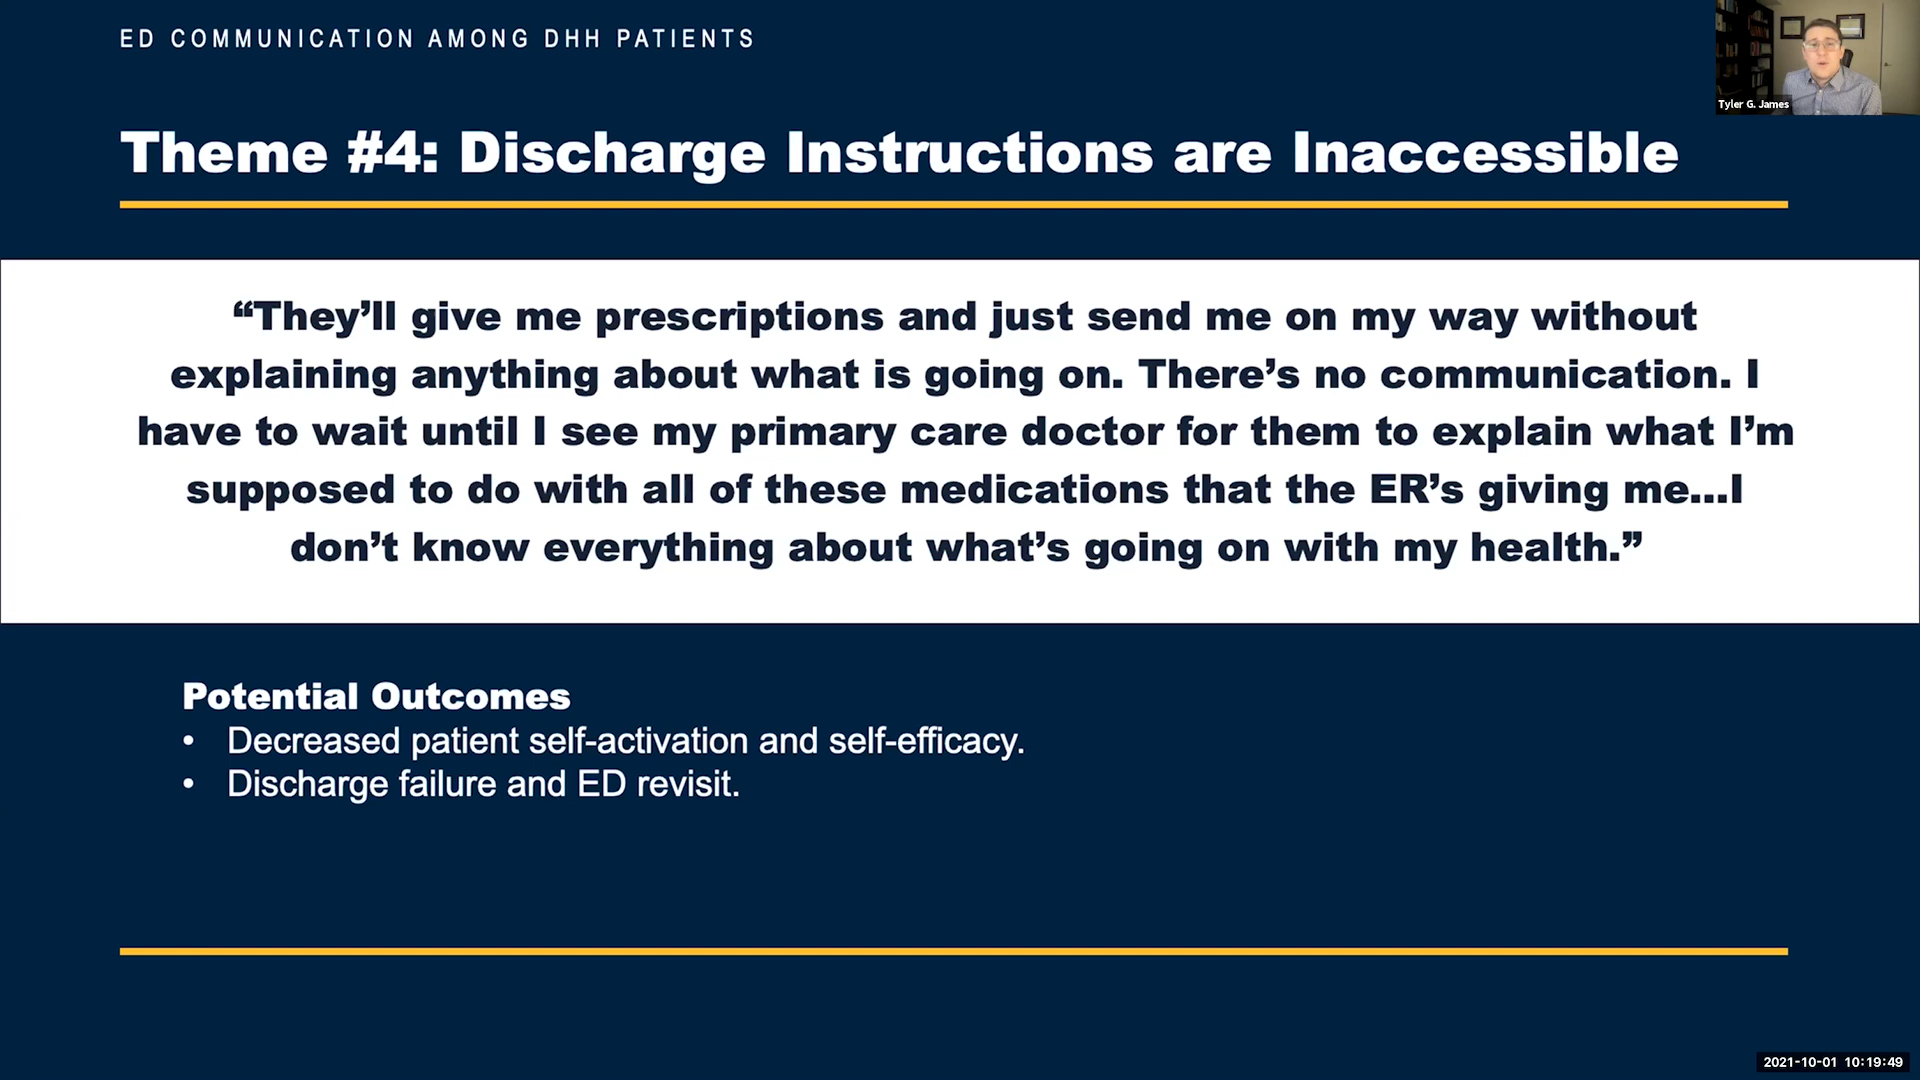 ED COMMUNICATION AMONG DHH PATIENTS
Tyler G. James
Theme #4: Discharge Instructions are Inaccessible
“They’ll give me prescriptions and just send me on my way without
explaining anything about what is going on. There’s no communication. I
have to wait until I see my primary care doctor for them to explain what I’m
supposed to do with all of these medications that the ER’s giving me...I
don’t know everything about what’s going on with my health.”
Potential Outcomes
• Decreased patient self-activation and self-efficacy.
• Discharge failure and ED revisit.
2021-10-01 10:19:49